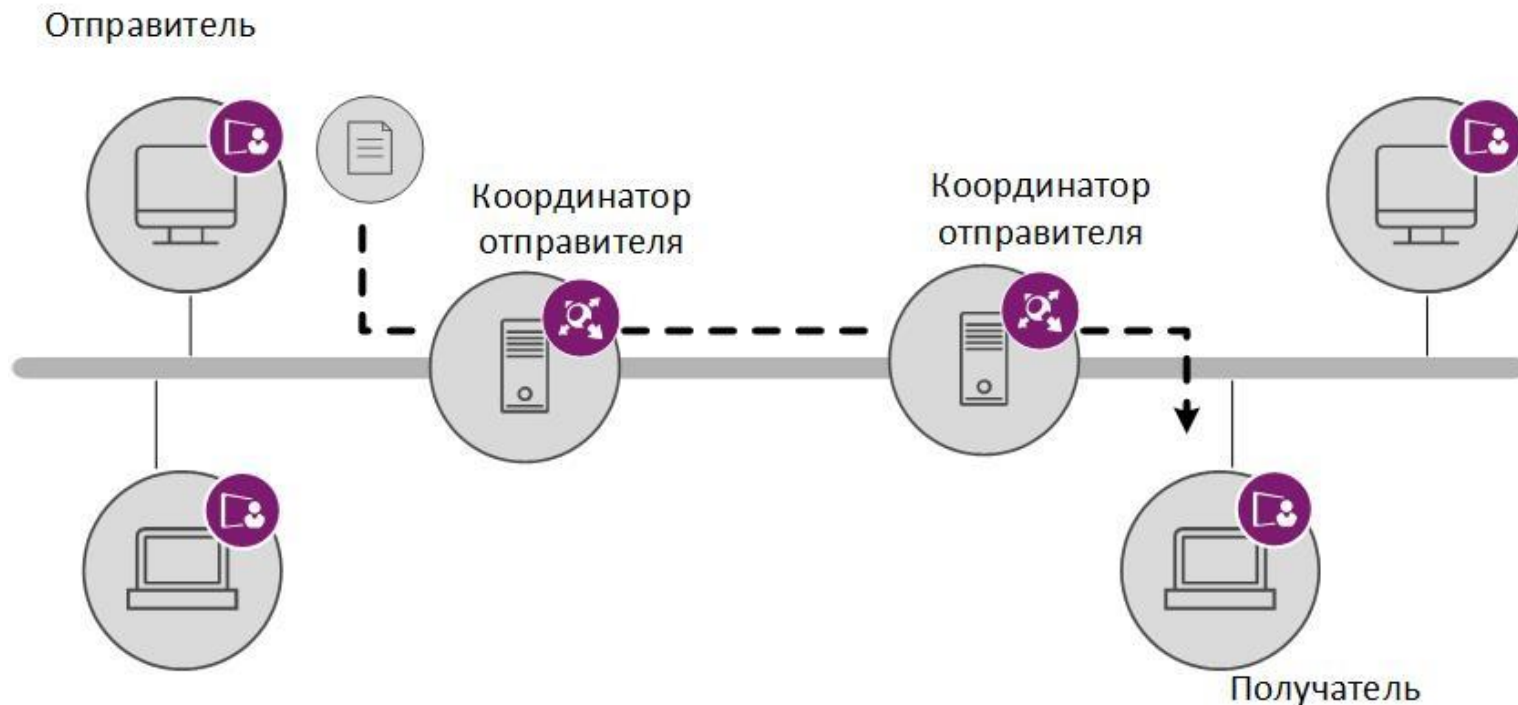 Отправитель
Координатор
отправителя
Координатор
отправителя
Получатель